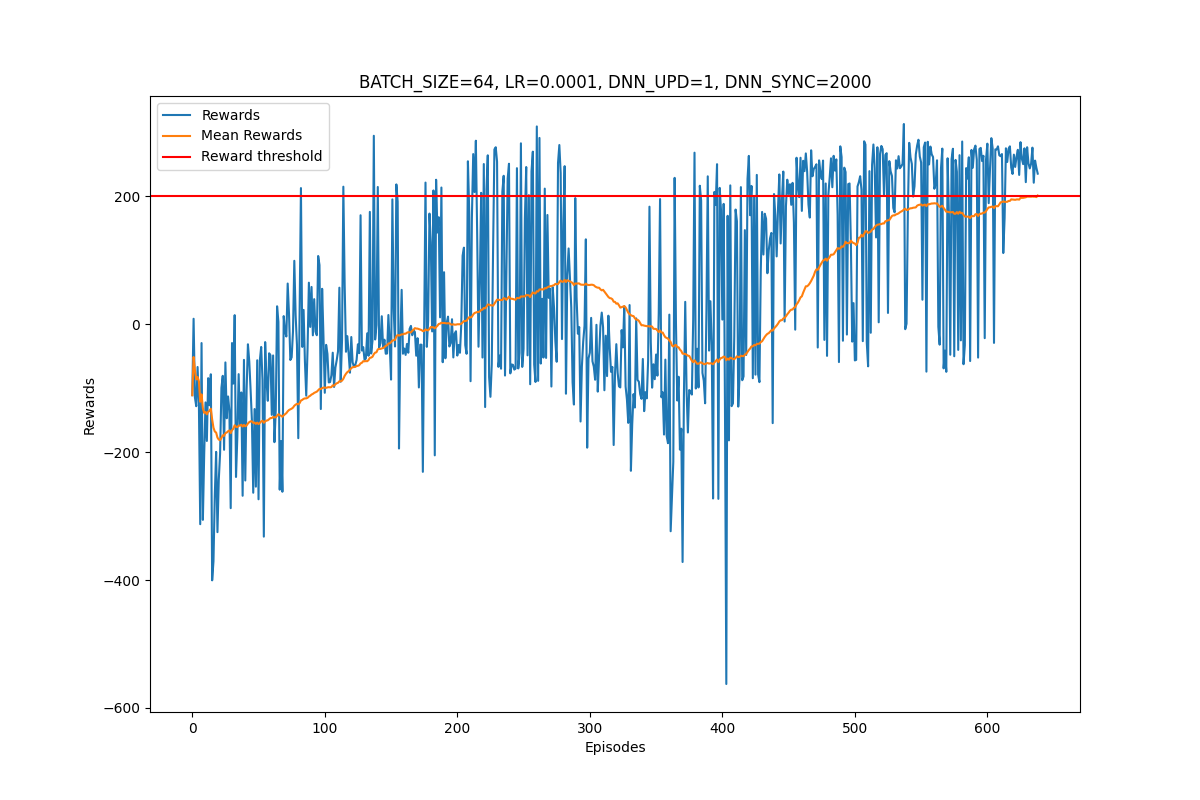 BATCH_SIZE=64, LR=0.0001, DNN_UPD=1, DNN_SYNC=2000
Rewards
Mean Rewards
Reward threshold
200
0
−200
−400
−600
Rewards
0 100 200 300 400 500 600
Episodes